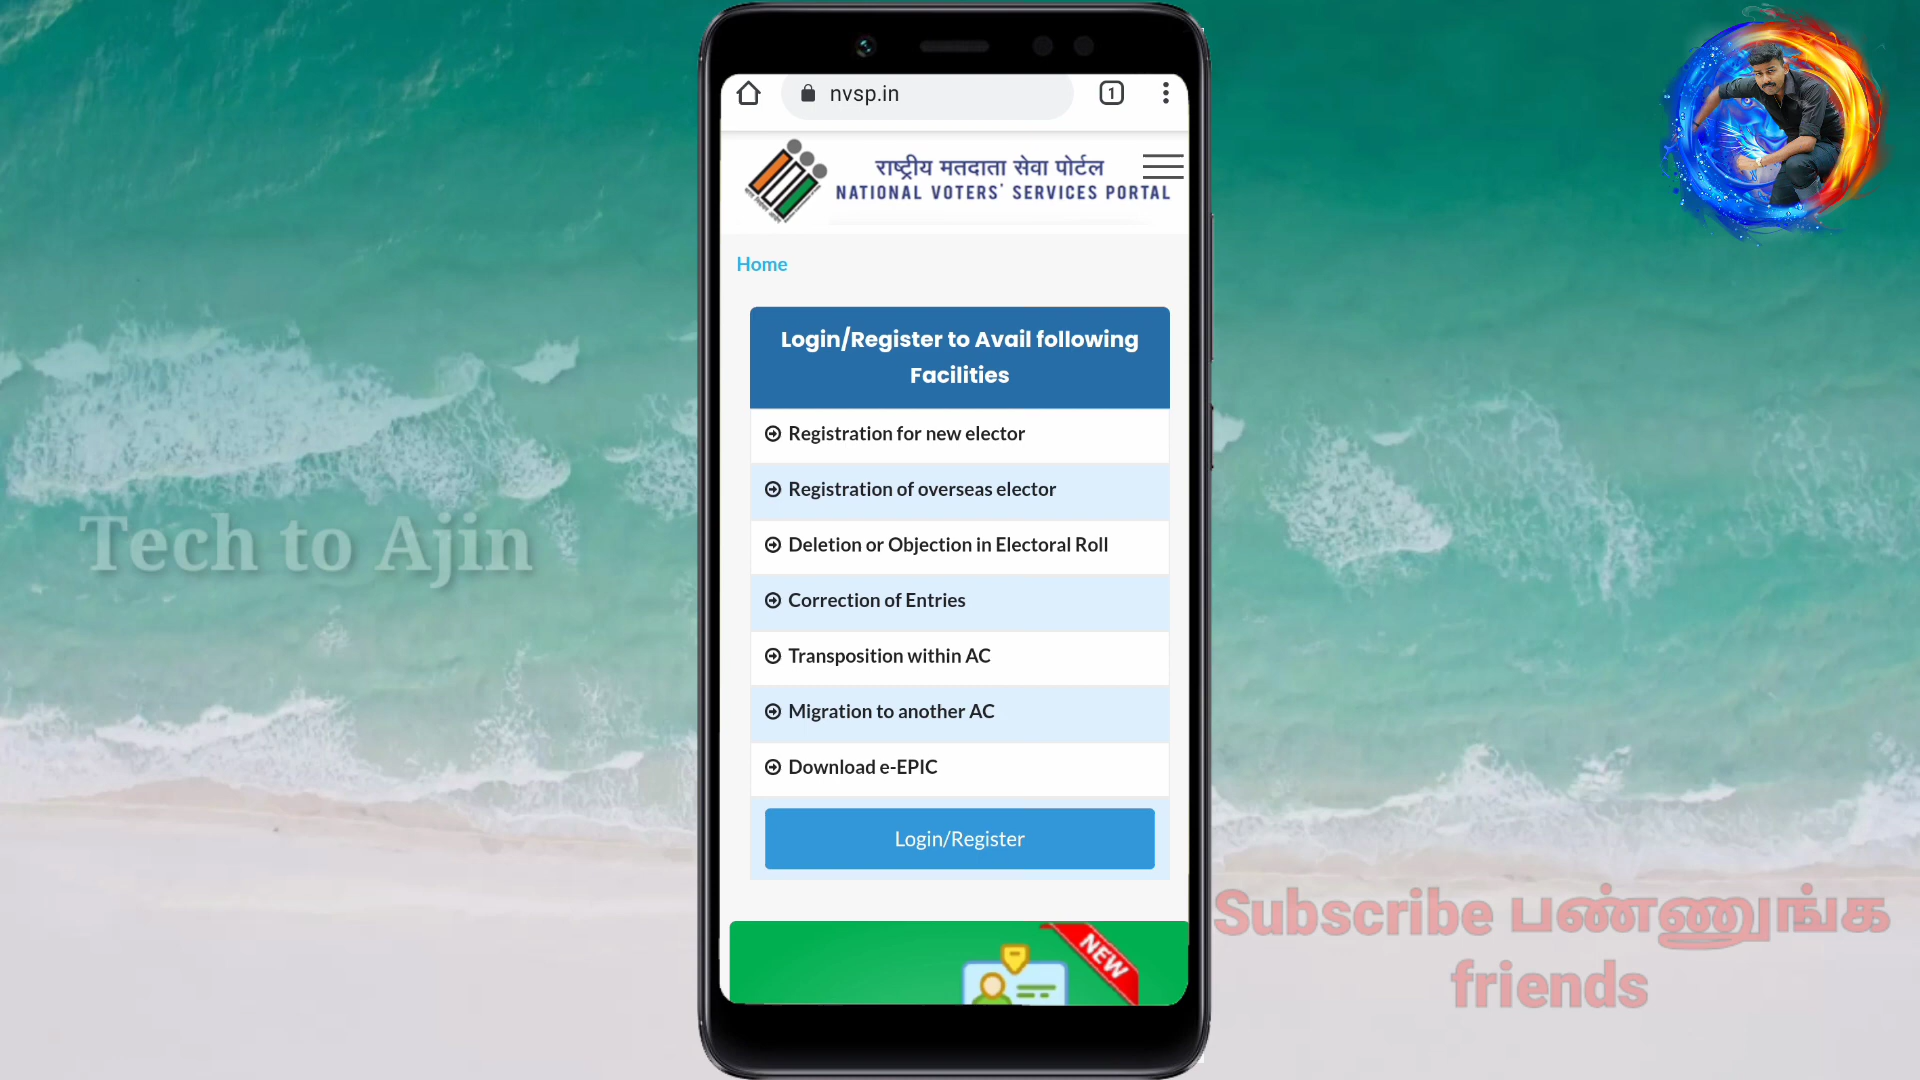 nvsp.in
1
राष्ट्रीय मतदाता सेवा पोर्टल
NATIONAL VOTERS' SERVICES PORTAL
Home
Login/Register to Avail following
Facilities
Registration for new elector
Registration of overseas elector
Deletion or Objection in Electoral Roll
Correction of Entries
Transposition within AC
Migration to another AC
Download e-EPIC
Login/Register
NEW
Tech to Ajin
Subscribe பண்ணுங்க
friends